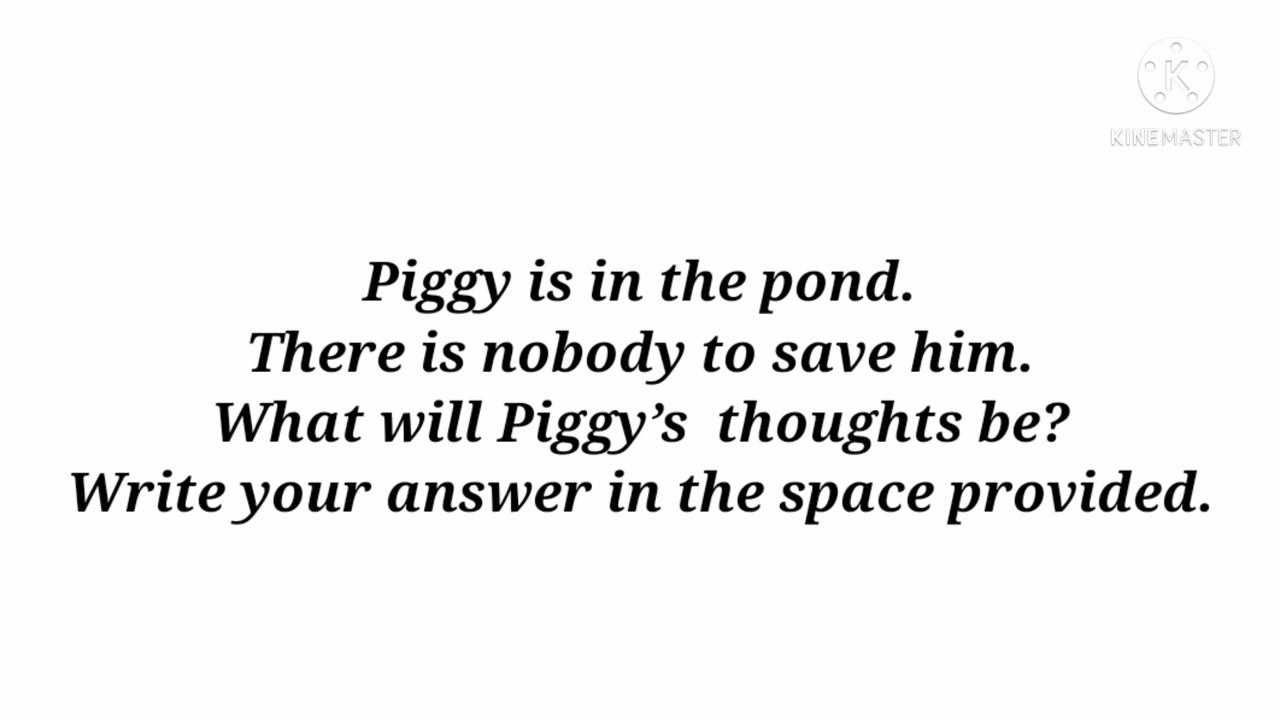 K
KINEMASTER
Piggy is in the pond.
There is nobody to save him.
What will Piggy’s  thoughts be?
Write your answer in the space provided.